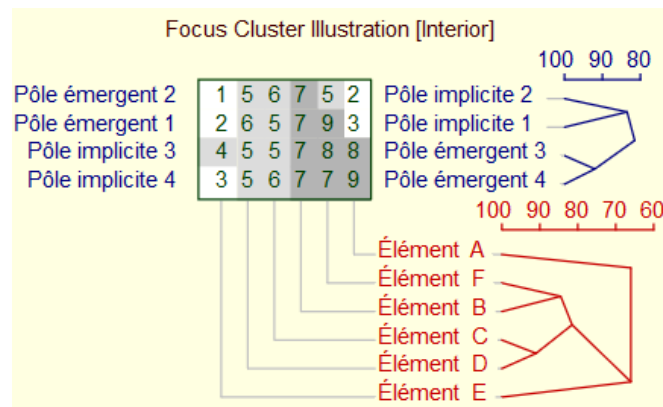 Focus Cluster Illustration [Interior]
100 90 80
Pôle émergent 2 1 5 6 7 5 2 Pôle implicite 2
Pôle émergent 1 2 6 5 7 9 3 Pôle implicite 1
Pôle implicite 3 4 5 5 7 8 8 Pôle émergent 3
Pôle implicite 4 3 5 6 7 7 9 Pôle émergent 4
100 90 80 70 60
Élément A
Élément F
Élément B
Élément C
Élément D
Élément E